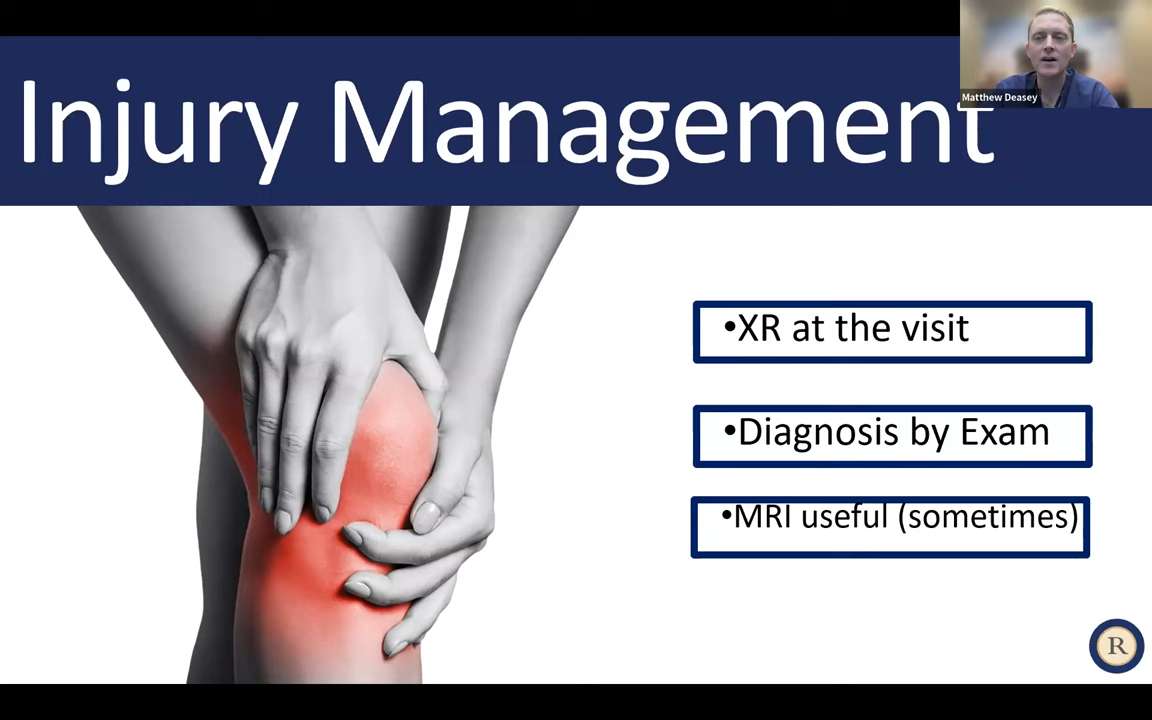 Injury Management
Matthew Deasey
•XR at the visit
•Diagnosis by Exam
•MRI useful (sometimes)
R